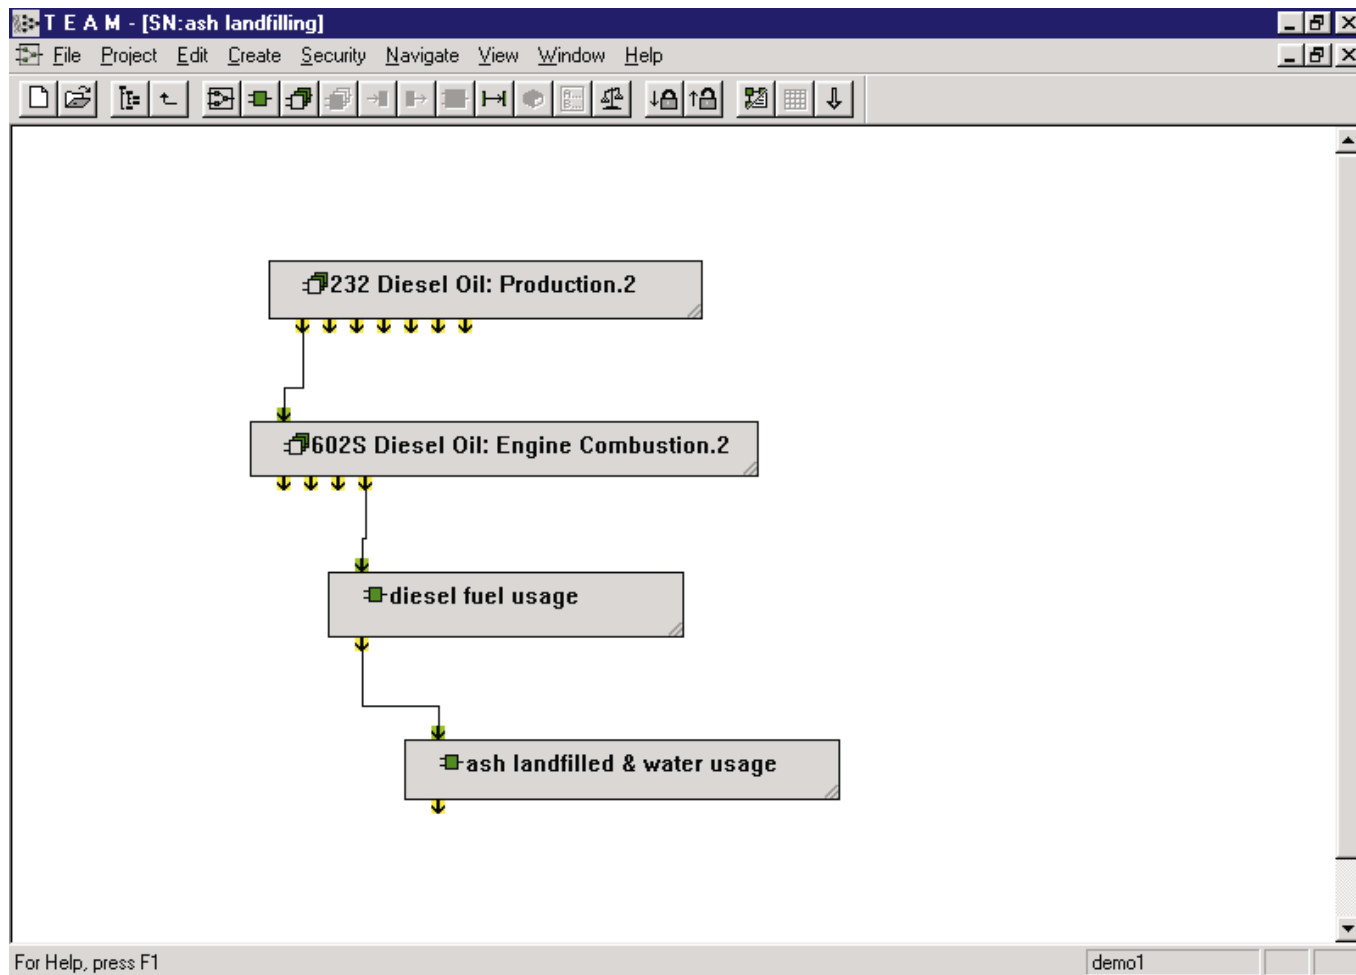 T E A M - [SN:ash landfilling]
File Project Edit Create Security Navigate View Window Help
232 Diesel Oil: Production.2
602S Diesel Oil: Engine Combustion.2
diesel fuel usage
ash landfilled & water usage
For Help, press F1 demo1